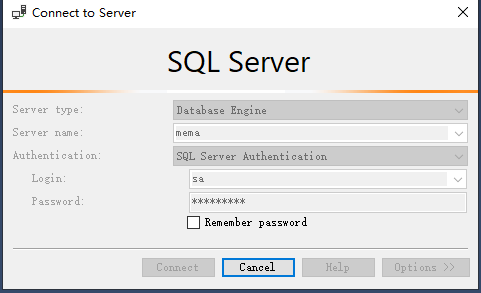 Connect to Server
SQL Server
Server type: Database Engine
Server name: mema
Authentication: SQL Server Authentication
Login: sa
Password: *********
Remember password
Connect Cancel Help Options >>